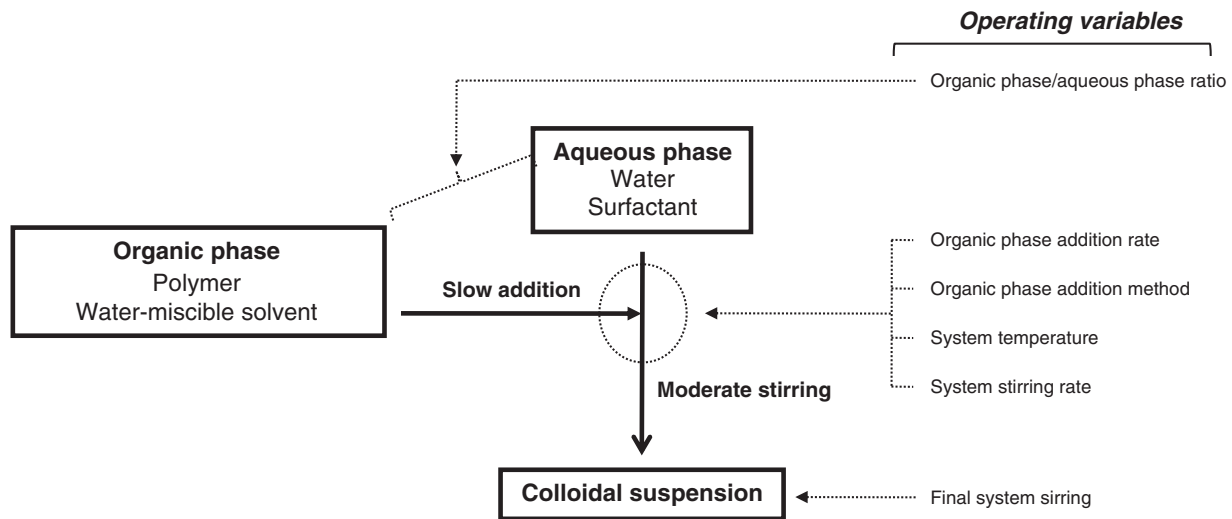 Operating variables
Organic phase/aqueous phase ratio
Aqueous phase
Water
Surfactant
Organic phase
Polymer
Water-miscible solvent
Slow addition
Organic phase addition rate
Organic phase addition method
System temperature
System stirring rate
Moderate stirring
Colloidal suspension
Final system sirring